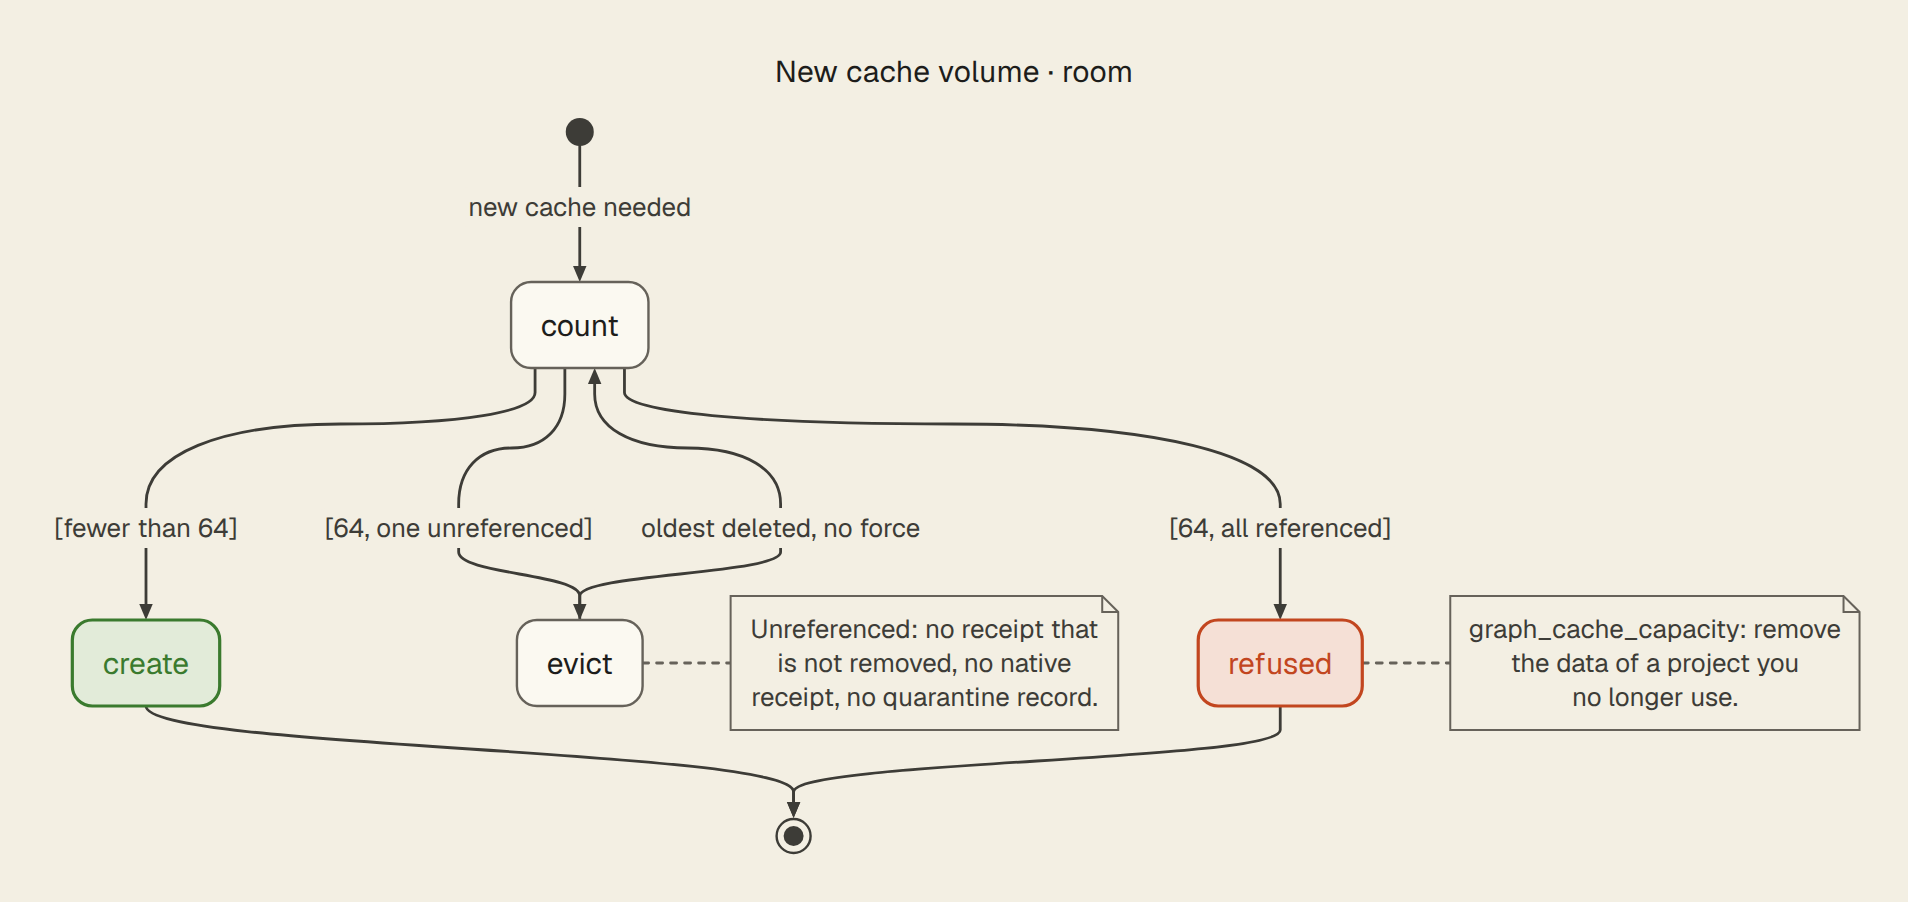 New cache volume · room
new cache needed
count
[fewer than 64]
[64, one unreferenced]
oldest deleted, no force
[64, all referenced]
create
evict
Unreferenced: no receipt that
is not removed, no native
receipt, no quarantine record.
refused
graph_cache_capacity: remove
the data of a project you
no longer use.